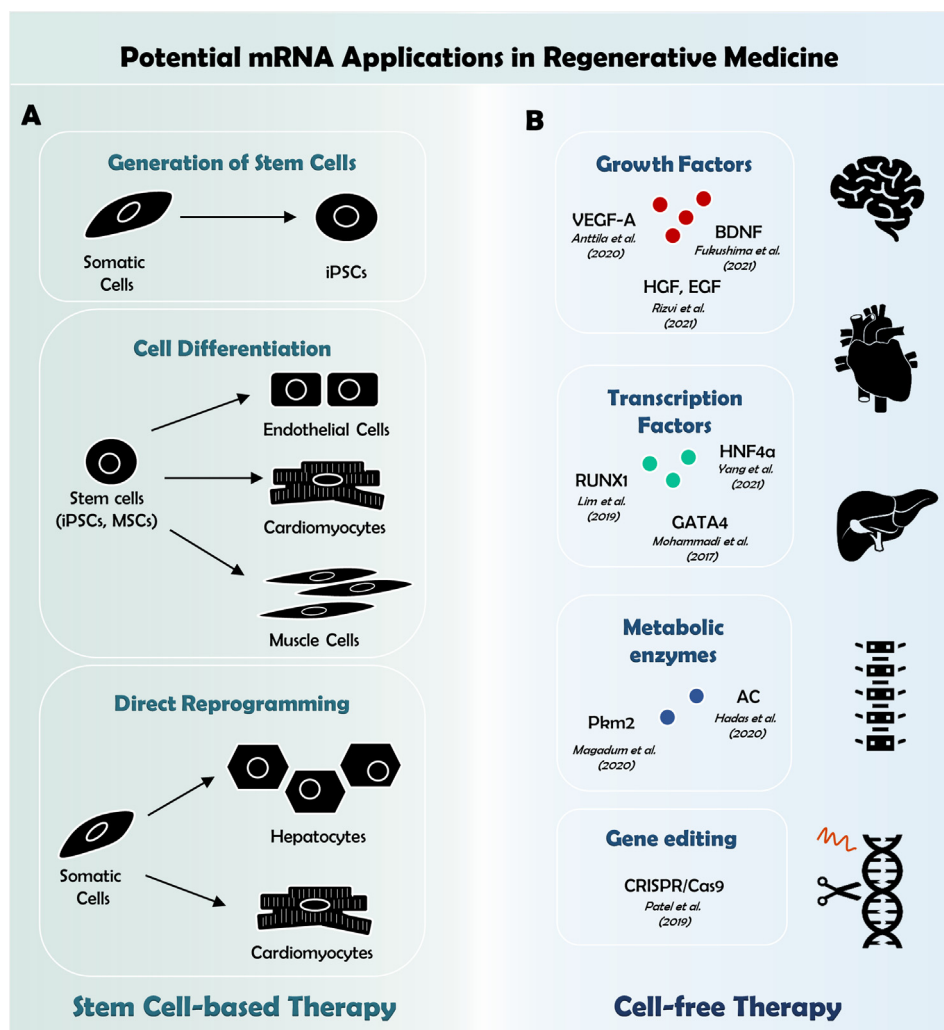 Potential mRNA Applications in Regenerative Medicine
A
Generation of Stem Cells
Somatic
Cells
iPSCs
Cell Differentiation
Stem cells
(iPSCs, MSCs)
Endothelial Cells
Cardiomyocytes
Muscle Cells
Direct Reprogramming
Somatic
Cells
Hepatocytes
Cardiomyocytes
Stem Cell-based Therapy
B
Growth Factors
VEGF-A
Anttila et al.
(2020)
BDNF
Fukushima et al.
(2021)
HGF, EGF
Rizvi et al.
(2021)
Transcription
Factors
RUNX1
Lim et al.
(2019)
HNF4a
Yang et al.
(2021)
GATA4
Mohammadi et al.
(2017)
Metabolic
enzymes
Pkm2
Magadum et al.
(2020)
AC
Hadas et al.
(2020)
Gene editing
CRISPR/Cas9
Patel et al.
(2019)
Cell-free Therapy